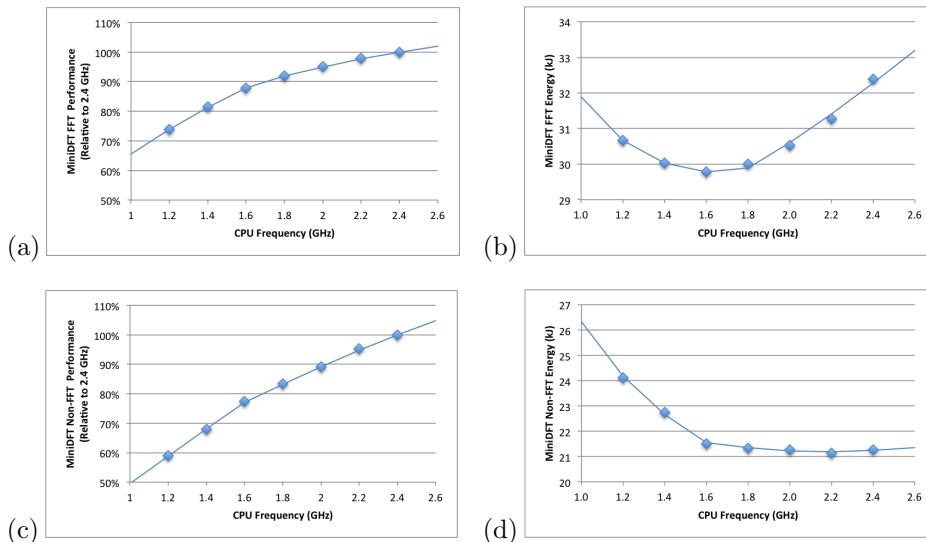 110%
100%
90%
80%
70%
60%
50%
MiniDFT FFT Performance
(Relative to 2.4 GHz)
1 1.2 1.4 1.6 1.8 2 2.2 2.4 2.6
CPU Frequency (GHz)
(a)
34
33
32
31
30
29
MiniDFT FFT Energy (kJ)
1.0 1.2 1.4 1.6 1.8 2.0 2.2 2.4 2.6
CPU Frequency (GHz)
(b)
110%
100%
90%
80%
70%
60%
50%
MiniDFT Non-FFT Performance
(Relative to 2.4 GHz)
1 1.2 1.4 1.6 1.8 2 2.2 2.4 2.6
CPU Frequency (GHz)
(c)
27
26
25
24
23
22
21
20
MiniDFT Non-FFT Energy (kJ)
1.0 1.2 1.4 1.6 1.8 2.0 2.2 2.4 2.6
CPU Frequency (GHz)
(d)